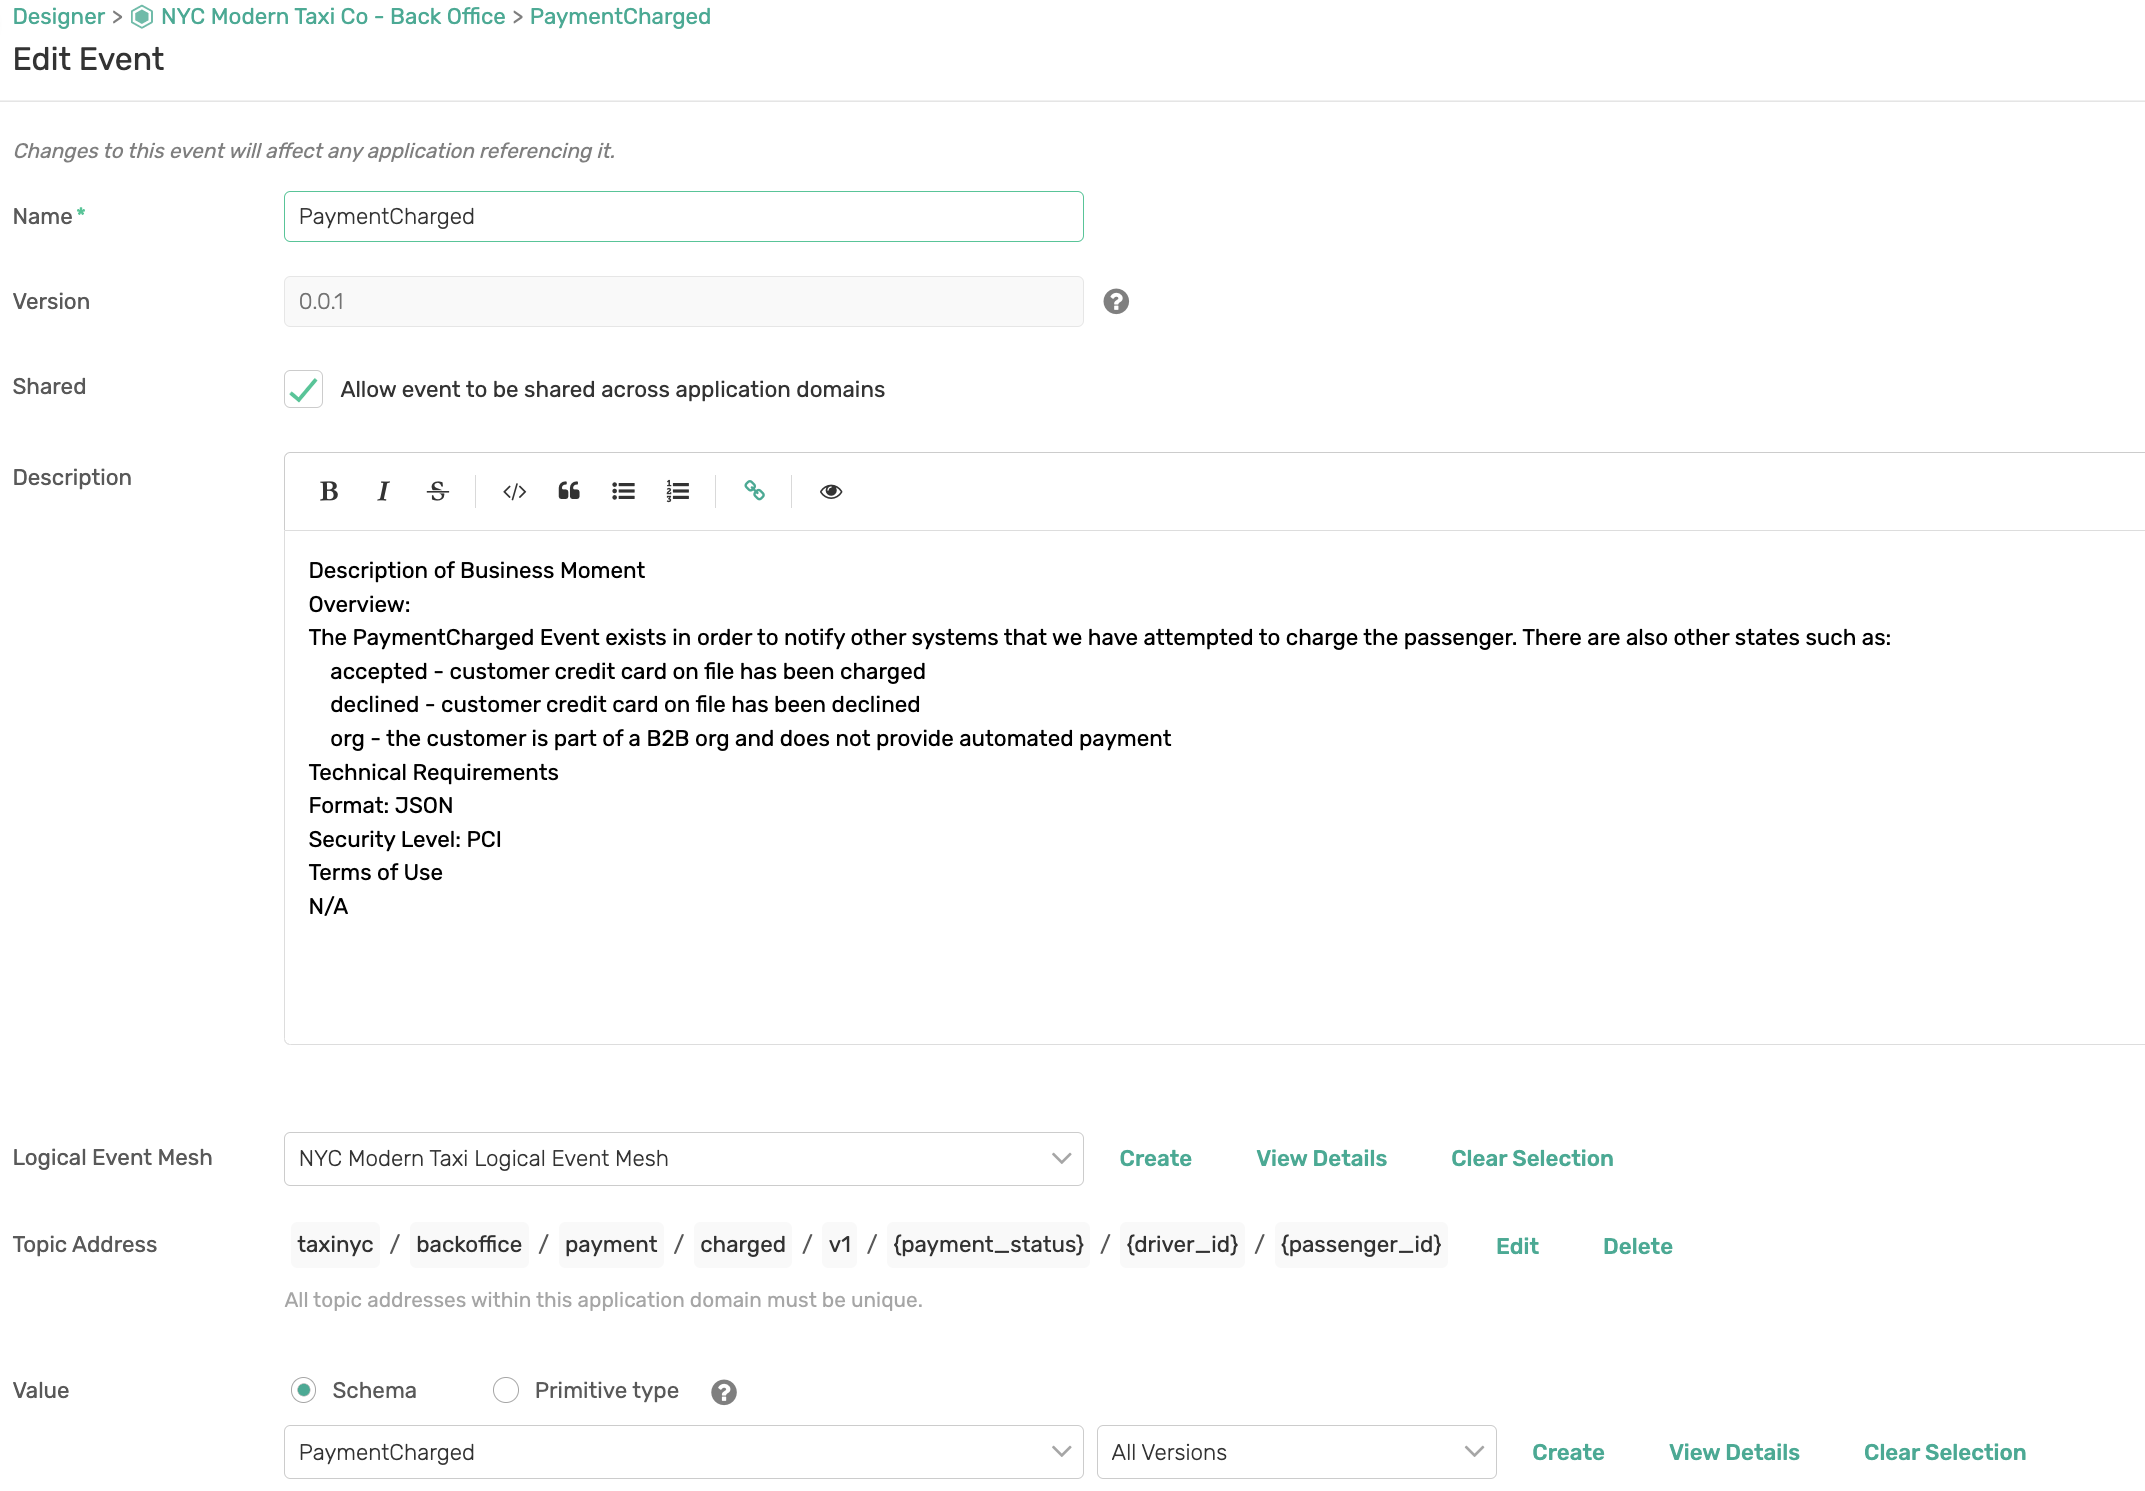 Designer > NYC Modern Taxi Co - Back Office > PaymentCharged
Edit Event
Changes to this event will affect any application referencing it.
Name*
PaymentCharged
Version
0.0.1
?
Shared
Allow event to be shared across application domains
Description
B I S </> “ 1 2 3
Description of Business Moment
Overview:
The PaymentCharged Event exists in order to notify other systems that we have attempted to charge the passenger. There are also other states such as:
accepted - customer credit card on file has been charged
declined - customer credit card on file has been declined
org - the customer is part of a B2B org and does not provide automated payment
Technical Requirements
Format: JSON
Security Level: PCI
Terms of Use
N/A
Logical Event Mesh
NYC Modern Taxi Logical Event Mesh
Create View Details Clear Selection
Topic Address
taxinyc / backoffice / payment / charged / v1 / {payment_status} / {driver_id} / {passenger_id}
Edit Delete
All topic addresses within this application domain must be unique.
Value
Schema Primitive type ?
PaymentCharged
All Versions
Create View Details Clear Selection